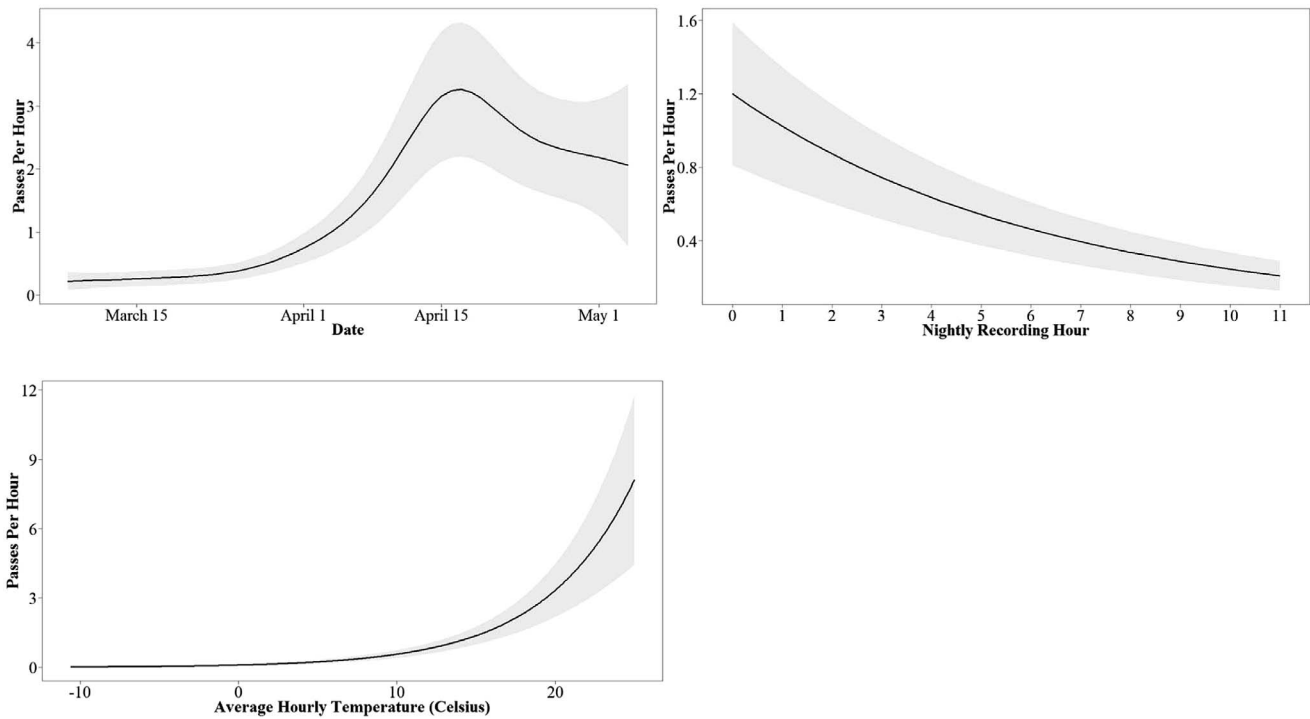 Passes Per Hour
4
3
2
1
0
March 15 April 1 April 15 May 1
Date
Passes Per Hour
1.6
1.2
0.8
0.4
0 1 2 3 4 5 6 7 8 9 10 11
Nightly Recording Hour
Passes Per Hour
12
9
6
3
0
-10 0 10 20
Average Hourly Temperature (Celsius)